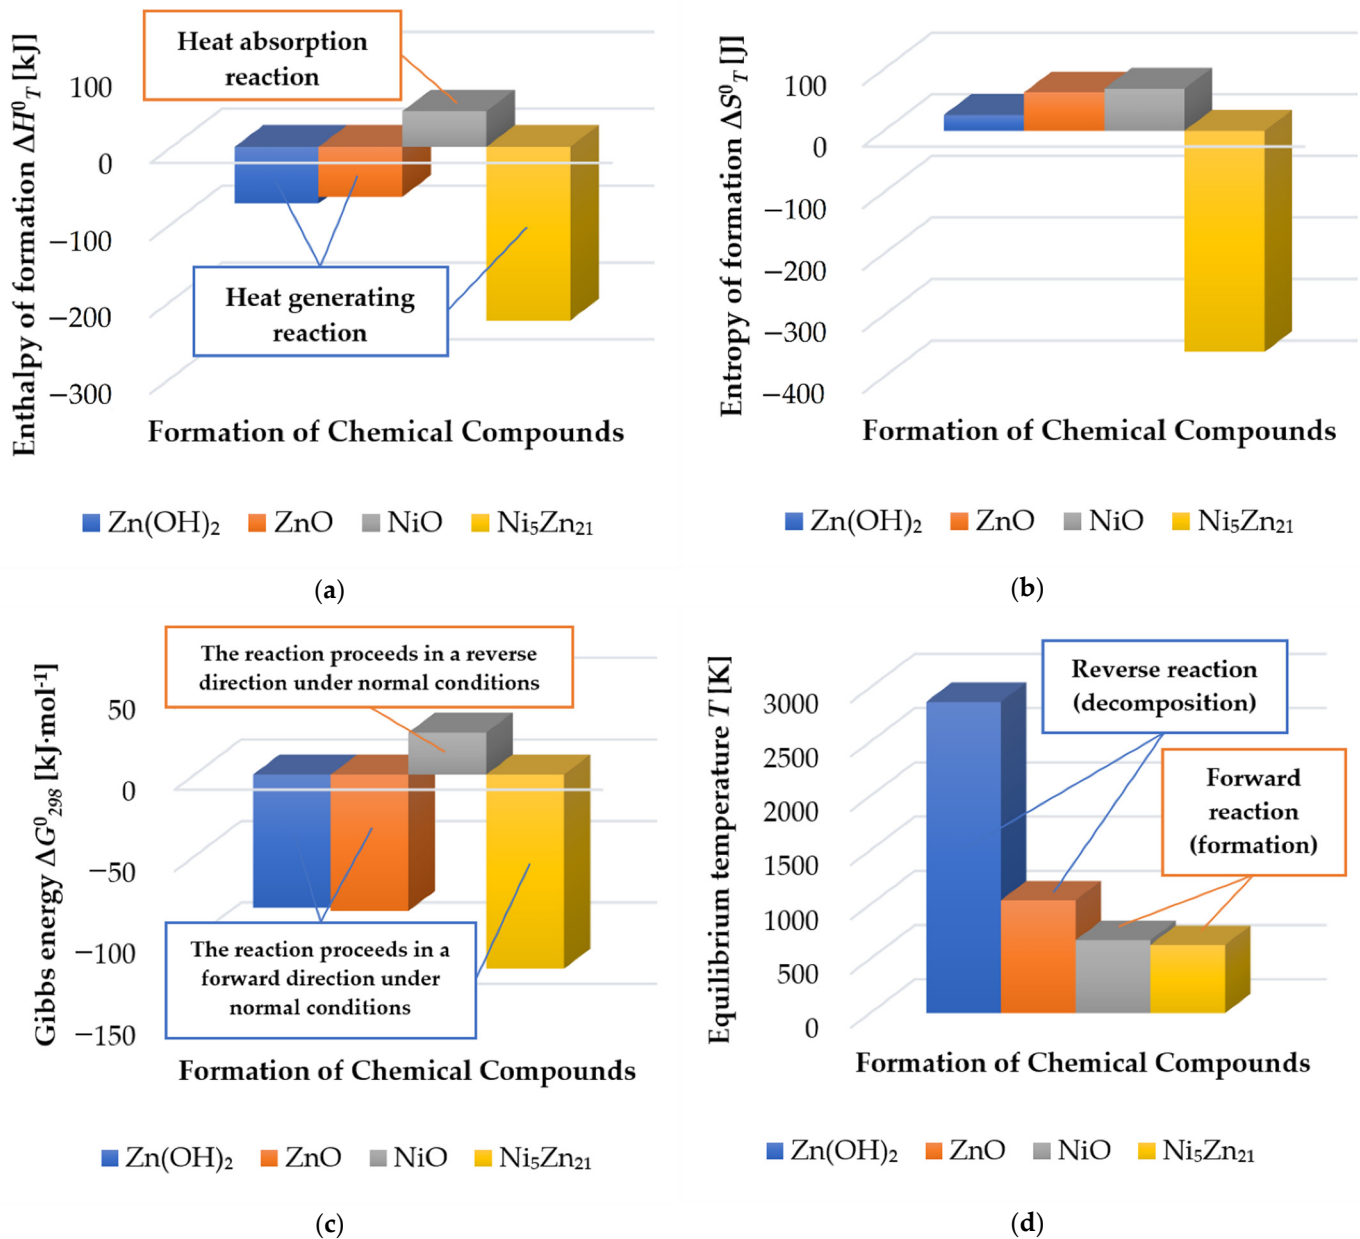 Enthalpy of formation ΔH⁰T [kJ]
Heat absorption
reaction
100
0
−100
−200
−300
Heat generating
reaction
Formation of Chemical Compounds
Zn(OH)₂ ZnO NiO Ni₅Zn₂₁
(a)
Entropy of formation ΔS⁰T [J]
100
0
−100
−200
−300
−400
Formation of Chemical Compounds
Zn(OH)₂ ZnO NiO Ni₅Zn₂₁
(b)
Gibbs energy ΔG⁰₂₉₈ [kJ·mol⁻¹]
The reaction proceeds in a reverse
direction under normal conditions
50
0
−50
−100
−150
The reaction proceeds in a
forward direction under
normal conditions
Formation of Chemical Compounds
Zn(OH)₂ ZnO NiO Ni₅Zn₂₁
(c)
Equilibrium temperature T [K]
Reverse reaction
(decomposition)
Forward
reaction
(formation)
3000
2500
2000
1500
1000
500
0
Formation of Chemical Compounds
Zn(OH)₂ ZnO NiO Ni₅Zn₂₁
(d)